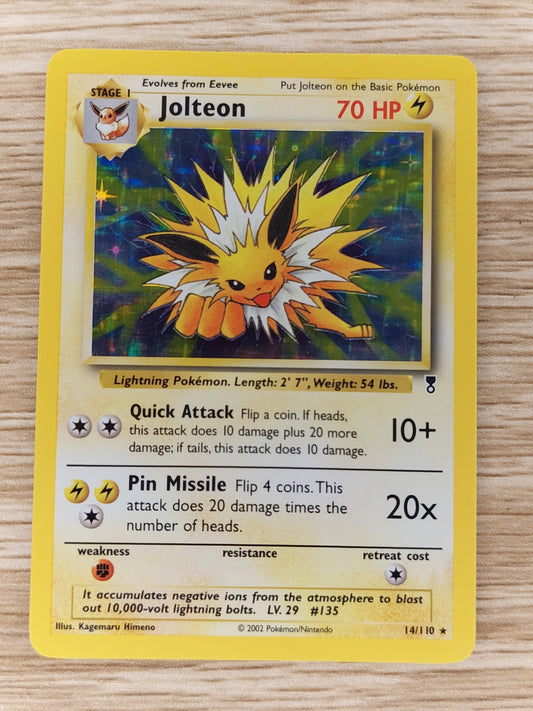 Evolves from Eevee Put Jolteon on the Basic Pokémon
STAGE 1
Jolteon 70 HP
Lightning Pokémon. Length: 2' 7", Weight: 54 lbs.
Quick Attack Flip a coin. If heads,
this attack does 10 damage plus 20 more
damage; if tails, this attack does 10 damage.
10+
Pin Missile Flip 4 coins. This
attack does 20 damage times the
number of heads.
20x
weakness resistance retreat cost
It accumulates negative ions from the atmosphere to blast
out 10,000-volt lightning bolts. LV. 29 #135
Illus. Kagemaru Himeno © 2002 Pokémon/Nintendo 14/110 ★